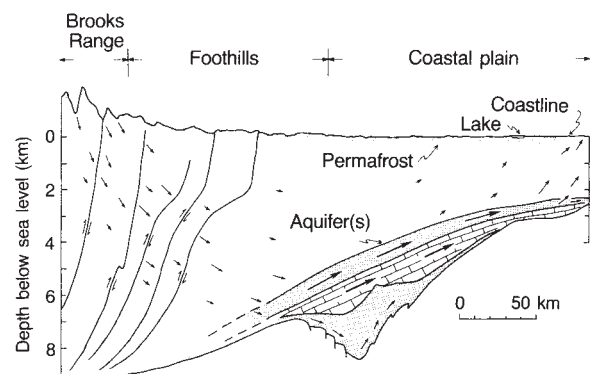 Brooks
Range
Foothills
Coastal plain
Coastline
Lake
Permafrost
Aquifer(s)
Depth below sea level (km)
0
2
4
6
8
0 50 km